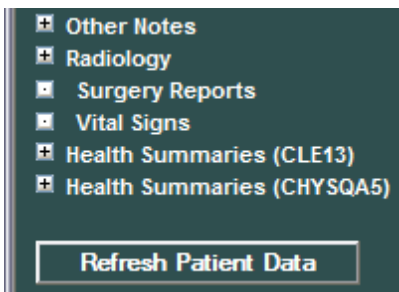 Other Notes
Radiology
Surgery Reports
Vital Signs
Health Summaries (CLE13)
Health Summaries (CHYSQA5)
Refresh Patient Data